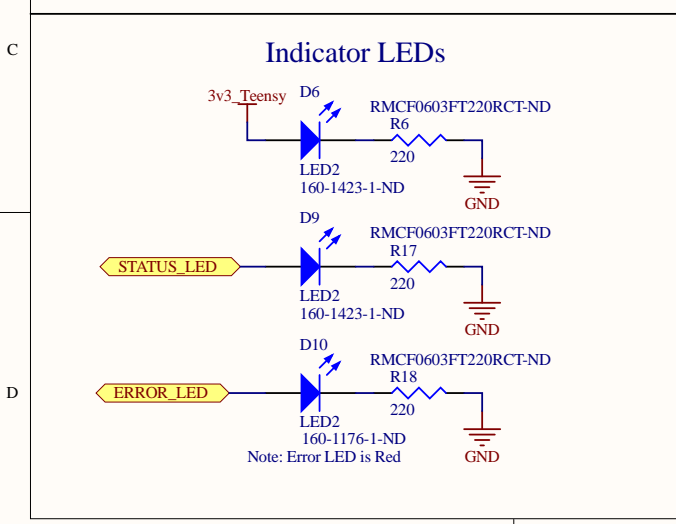 C
Indicator LEDs
3v3_Teensy
D6
RMCF0603FT220RCT-ND
R6
220
LED2
160-1423-1-ND
GND
D9
RMCF0603FT220RCT-ND
R17
STATUS_LED
220
LED2
160-1423-1-ND
GND
D10
RMCF0603FT220RCT-ND
R18
D
ERROR_LED
220
LED2
160-1176-1-ND
Note: Error LED is Red
GND